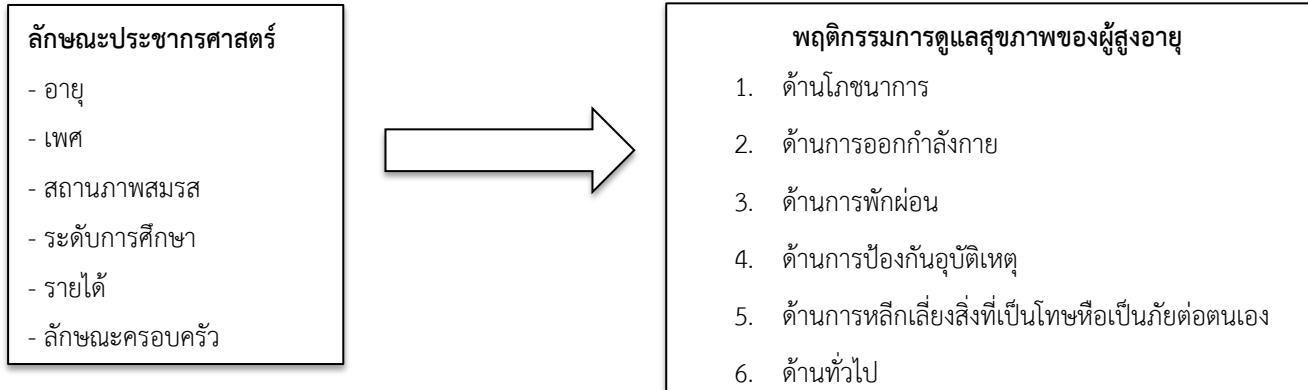 ลักษณะประชากรศาสตร์
- อายุ
- เพศ
- สถานภาพสมรส
- ระดับการศึกษา
- รายได้
- ลักษณะครอบครัว
พฤติกรรมการดูแลสุขภาพของผู้สูงอายุ
1. ด้านโภชนาการ
2. ด้านการออกกำลังกาย
3. ด้านการพักผ่อน
4. ด้านการป้องกันอุบัติเหตุ
5. ด้านการหลีกเลี่ยงสิ่งที่เป็นโทษหือเป็นภัยต่อตนเอง
6. ด้านทั่วไป